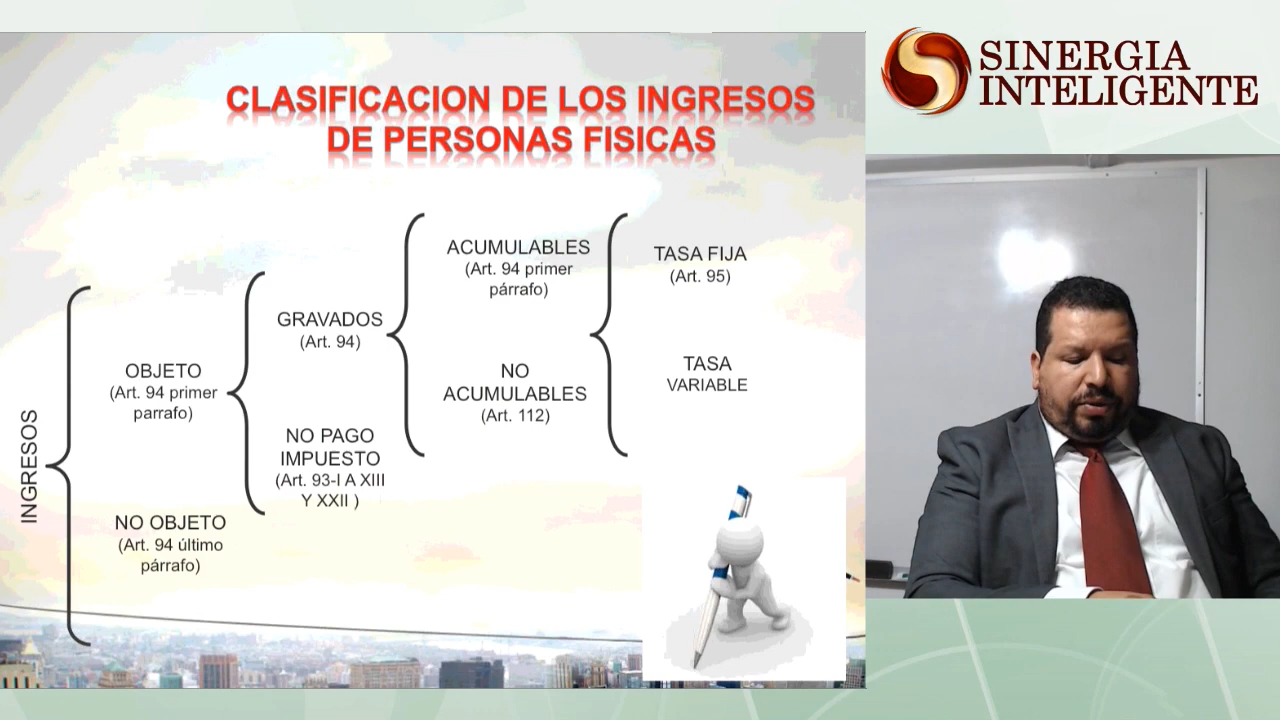 SINERGIA
INTELIGENTE
CLASIFICACION DE LOS INGRESOS
DE PERSONAS FISICAS
INGRESOS
OBJETO
(Art. 94 primer
parrafo)
NO OBJETO
(Art. 94 último
párrafo)
GRAVADOS
(Art. 94)
NO PAGO
IMPUESTO
(Art. 93-I A XIII
Y XXII )
ACUMULABLES
(Art. 94 primer
párrafo)
NO
ACUMULABLES
(Art. 112)
TASA FIJA
(Art. 95)
TASA
VARIABLE